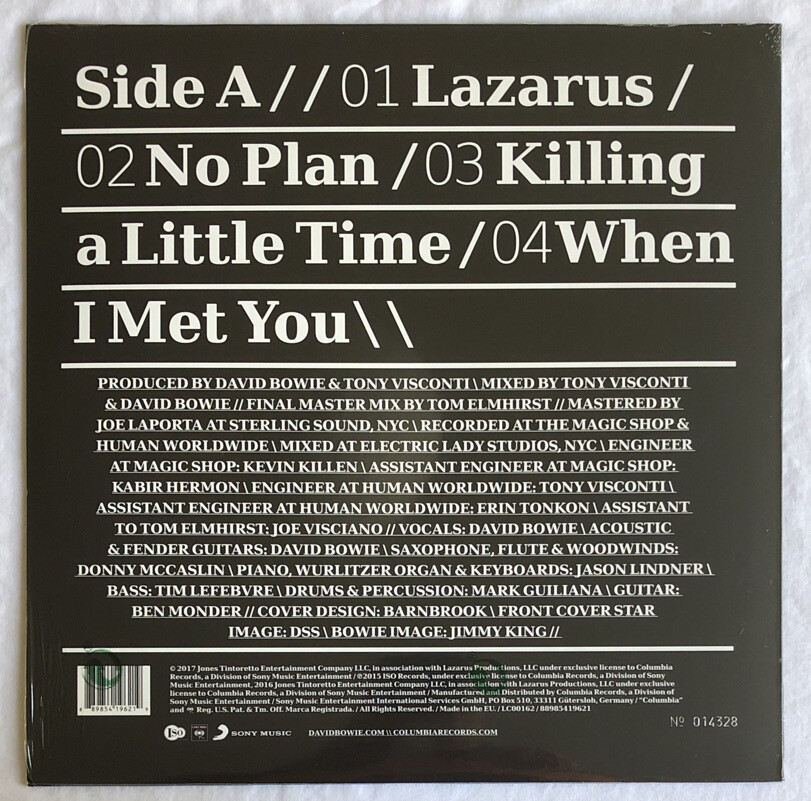 Side A // 01 Lazarus /
02 No Plan / 03 Killing
a Little Time / 04 When
I Met You \\
PRODUCED BY DAVID BOWIE & TONY VISCONTI \ MIXED BY TONY VISCONTI
& DAVID BOWIE // FINAL MASTER MIX BY TOM ELMHIRST // MASTERED BY
JOE LAPORTA AT STERLING SOUND, NYC \ RECORDED AT THE MAGIC SHOP &
HUMAN WORLDWIDE \ MIXED AT ELECTRIC LADY STUDIOS, NYC \ ENGINEER
AT MAGIC SHOP: KEVIN KILLEN \ ASSISTANT ENGINEER AT MAGIC SHOP:
KABIR HERMON \ ENGINEER AT HUMAN WORLDWIDE: TONY VISCONTI \
ASSISTANT ENGINEER AT HUMAN WORLDWIDE: ERIN TONKON \ ASSISTANT
TO TOM ELMHIRST: JOE VISCIANO // VOCALS: DAVID BOWIE \ ACOUSTIC
& FENDER GUITARS: DAVID BOWIE \ SAXOPHONE, FLUTE & WOODWINDS:
DONNY MCCASLIN \ PIANO, WURLITZER ORGAN & KEYBOARDS: JASON LINDNER \
BASS: TIM LEFEBVRE \ DRUMS & PERCUSSION: MARK GUILIANA \ GUITAR:
BEN MONDER // COVER DESIGN: BARNBROOK \ FRONT COVER STAR
IMAGE: DSS \ BOWIE IMAGE: JIMMY KING //
© 2017 Jones Tintoretto Entertainment Company LLC, in association with Lazarus Productions, LLC under exclusive license to Columbia
Records, a Division of Sony Music Entertainment / ℗2015 ISO Records, under exclusive license to Columbia Records, a Division of Sony
Music Entertainment, 2016 Jones Tintoretto Entertainment Company LLC, in association with Lazarus Productions, LLC, under exclusive
license to Columbia Records, a Division of Sony Music Entertainment / Manufactured and Distributed by Columbia Records, a Division of
Sony Music Entertainment / Sony Music Entertainment International Services GmbH, PO Box 510, 33311 Gütersloh, Germany / "Columbia"
and Reg. U.S. Pat. & Tm. Off. Marca Registrada. / All Rights Reserved. / Made in the EU. / LC00162 / 88985419621
8 89854 19621 9
Nº 014328
ISO SONY MUSIC DAVIDBOWIE.COM \\ COLUMBIARECORDS.COM